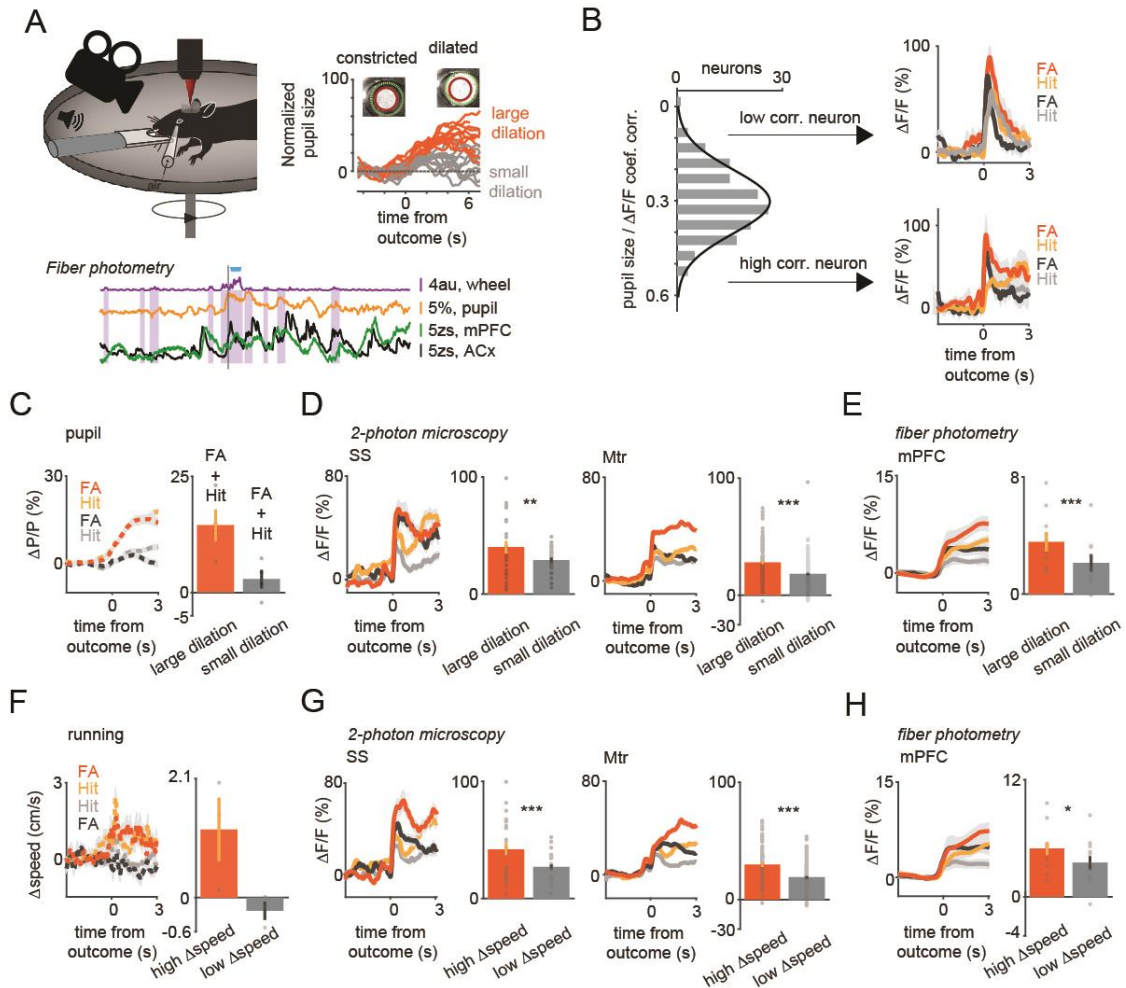 A
constricted
dilated
100
0
Normalized
pupil size
large
dilation
small
dilation
0
6
time from
outcome (s)
air
Fiber photometry
4au, wheel
5%, pupil
5zs, mPFC
5zs, ACx
B
neurons
0
30
0
0.3
0.6
pupil size / ΔF/F coef. corr.
low corr. neuron
high corr. neuron
100
0
ΔF/F (%)
FA
Hit
FA
Hit
0
3
100
0
ΔF/F (%)
FA
Hit
FA
Hit
0
3
time from
outcome (s)
C
pupil
30
0
ΔP/P (%)
FA
Hit
FA
Hit
0
3
time from
outcome (s)
25
0
-5
FA
+
Hit
FA
+
Hit
large dilation
small dilation
D
2-photon microscopy
SS
80
0
ΔF/F (%)
0
3
time from
outcome (s)
100
0
**
large dilation
small dilation
Mtr
80
0
0
3
time from
outcome (s)
100
0
-30
***
large dilation
small dilation
E
fiber photometry
mPFC
15
0
ΔF/F (%)
0
3
time from
outcome (s)
8
0
***
large dilation
small dilation
F
running
3
0
Δspeed (cm/s)
FA
Hit
Hit
FA
0
3
time from
outcome (s)
2.1
0
-0.6
high Δspeed
low Δspeed
G
2-photon microscopy
SS
80
0
ΔF/F (%)
0
3
time from
outcome (s)
100
0
***
high Δspeed
low Δspeed
Mtr
80
0
0
3
time from
outcome (s)
100
0
-30
***
high Δspeed
low Δspeed
H
fiber photometry
mPFC
15
0
ΔF/F (%)
0
3
time from
outcome (s)
12
0
-4
*
high Δspeed
low Δspeed